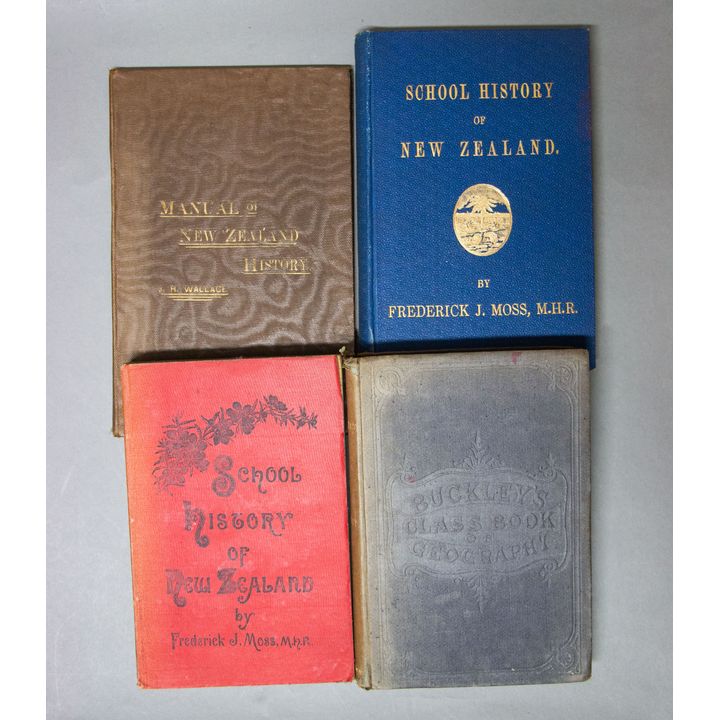 MANUAL of
NEW ZEALAND
HISTORY.
J. H. WALLACE
SCHOOL HISTORY
OF
NEW ZEALAND.
BY
FREDERICK J. MOSS, M.H.R.
School
History
of
New Zealand
by
Frederick J. Moss, M.H.R.
BUCKLEY'S
CLASS BOOK
OF
GEOGRAPHY.